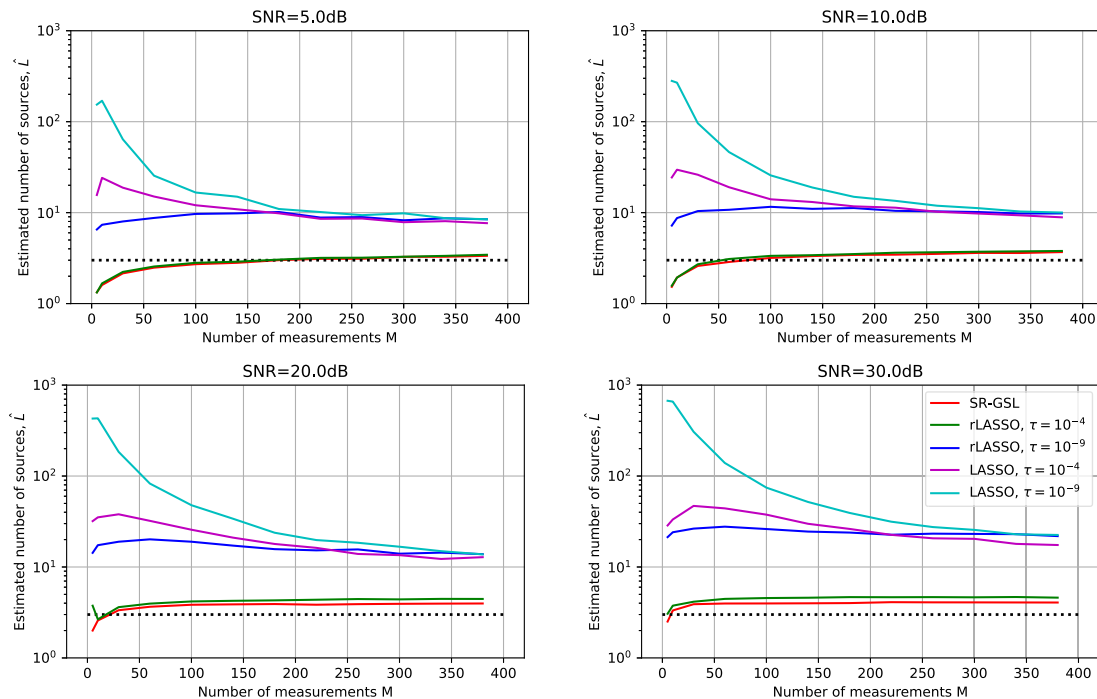 SNR=5.0dB
Estimated number of sources, L̂
10³
10²
10¹
10⁰
0 50 100 150 200 250 300 350 400
Number of measurements M
SNR=10.0dB
Estimated number of sources, L̂
10³
10²
10¹
10⁰
0 50 100 150 200 250 300 350 400
Number of measurements M
SNR=20.0dB
Estimated number of sources, L̂
10³
10²
10¹
10⁰
0 50 100 150 200 250 300 350 400
Number of measurements M
SNR=30.0dB
Estimated number of sources, L̂
10³
10²
10¹
10⁰
0 50 100 150 200 250 300 350 400
Number of measurements M
SR-GSL
rLASSO, τ = 10⁻⁴
rLASSO, τ = 10⁻⁹
LASSO, τ = 10⁻⁴
LASSO, τ = 10⁻⁹